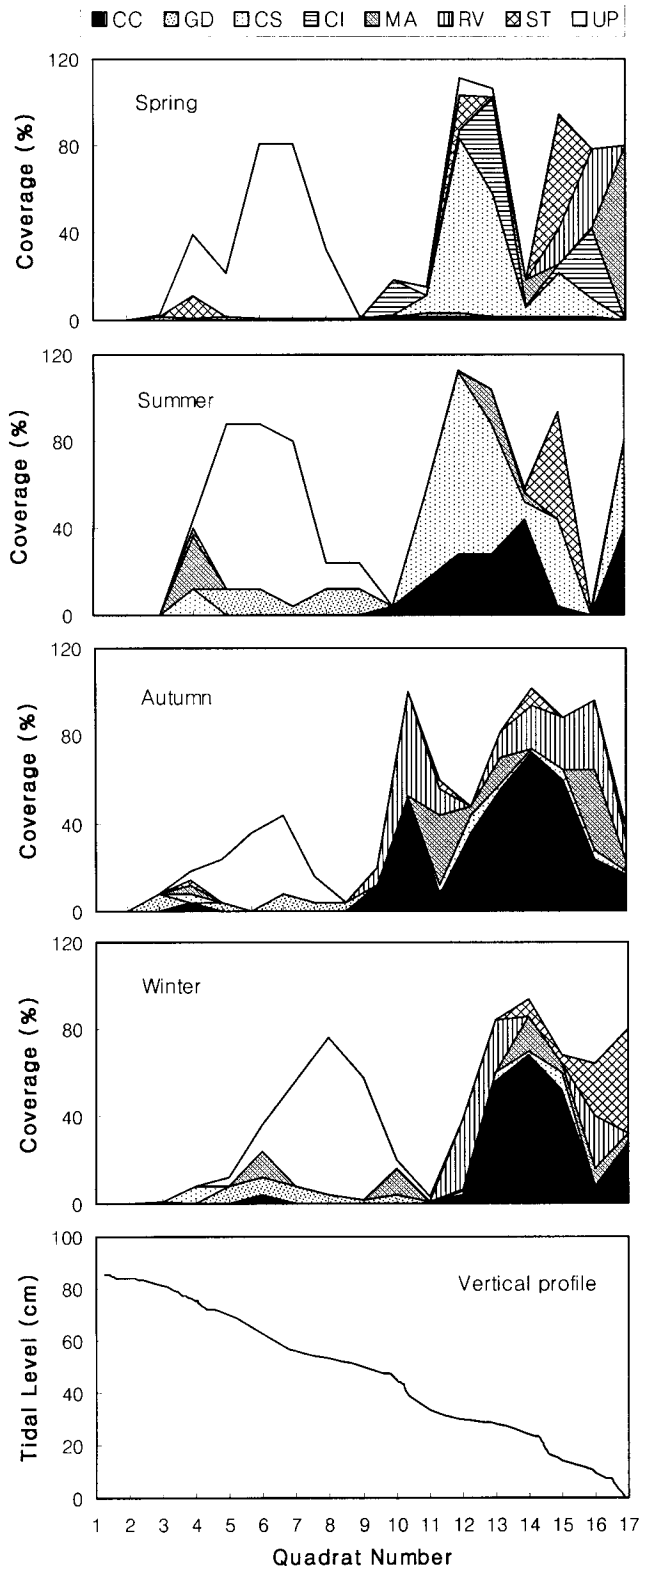 CC GD CS CI MA RV ST UP
120
Spring
80
Coverage (%)
40
0
120
Summer
80
Coverage (%)
40
0
120
Autumn
80
Coverage (%)
40
0
120
Winter
80
Coverage (%)
40
0
100
Vertical profile
80
60
Tidal Level (cm)
40
20
0
1 2 3 4 5 6 7 8 9 10 11 12 13 14 15 16 17
Quadrat Number